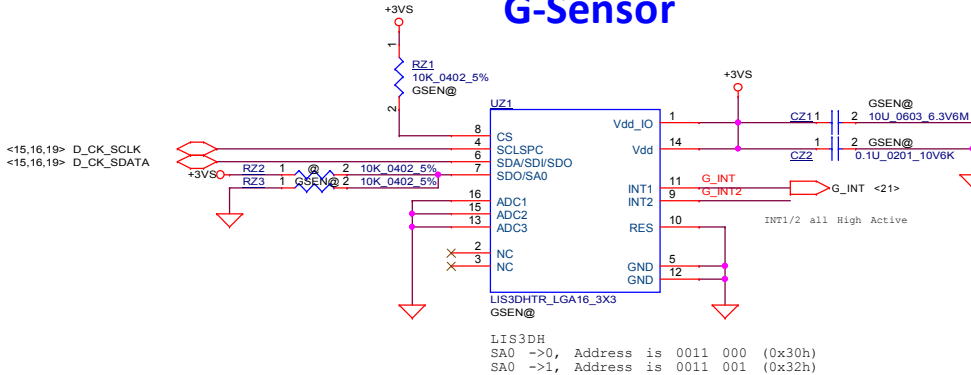 G-Sensor
+3VS
1
RZ1
10K_0402_5%
GSEN@
2
+3VS
UZ1
GSEN@
CZ1 1 2 10U_0603_6.3V6M
GSEN@
CZ2 1 2 0.1U_0201_10V6K
<15,16,19> D_CK_SCLK
<15,16,19> D_CK_SDATA
+3VS RZ2 1 @ 2 10K_0402_5%
RZ3 1 GSEN@ 2 10K_0402_5%
8 CS
4 SCLSPC
6 SDA/SDI/SDO
7 SDO/SA0
16 ADC1
15 ADC2
13 ADC3
2 NC
3 NC
Vdd_IO 1
Vdd 14
INT1 11 G_INT
INT2 9 G_INT2
G_INT <21>
INT1/2 all High Active
RES 10
GND 5
GND 12
LIS3DHTR_LGA16_3X3
GSEN@
LIS3DH
SA0 ->0, Address is 0011 000 (0x30h)
SA0 ->1, Address is 0011 001 (0x32h)